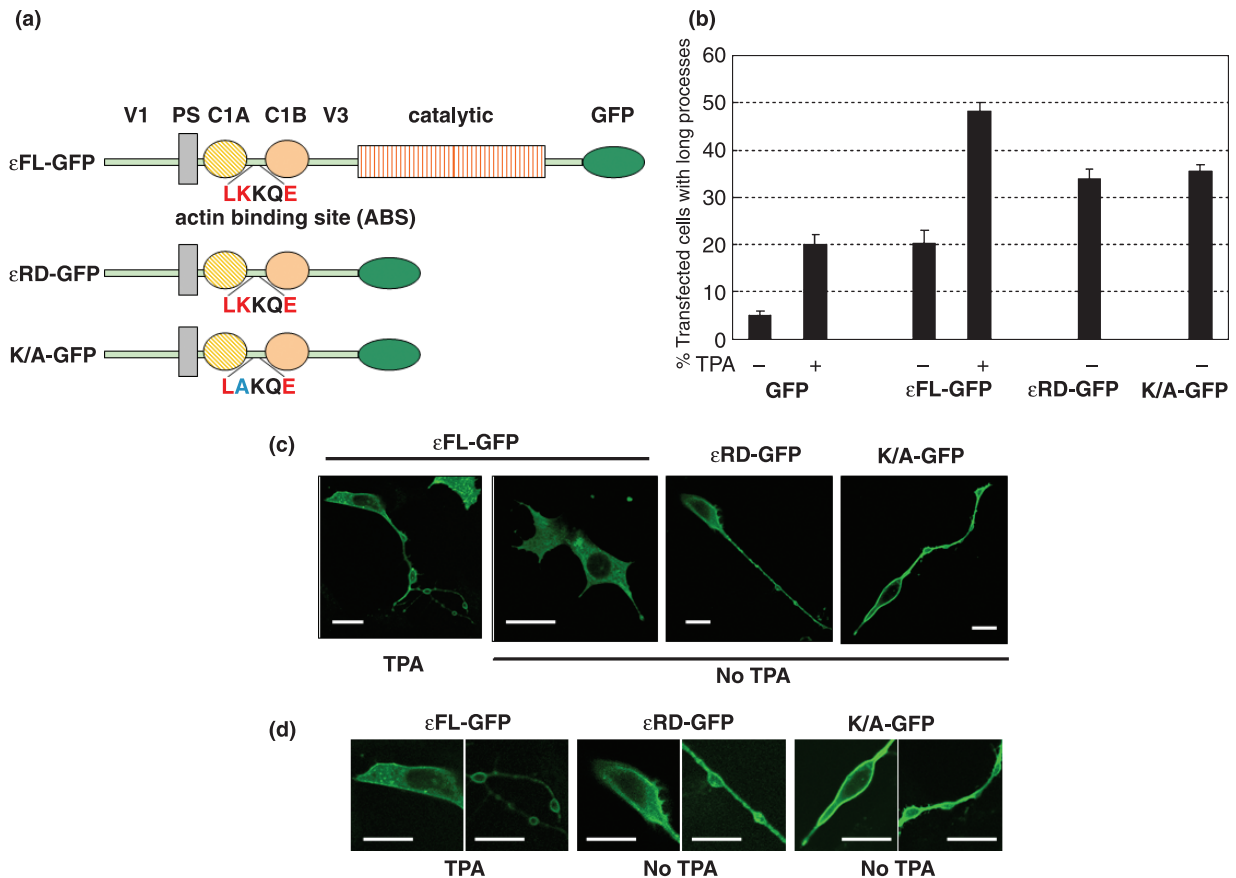 (a)
V1 PS C1A C1B V3 catalytic GFP
εFL-GFP
LKKQE
actin binding site (ABS)
εRD-GFP
LKKQE
K/A-GFP
LAKQE
(b)
% Transfected cells with long processes
60
50
40
30
20
10
0
TPA − + − + − −
GFP εFL-GFP εRD-GFP K/A-GFP
(c)
εFL-GFP εRD-GFP K/A-GFP
TPA
No TPA
(d)
εFL-GFP εRD-GFP K/A-GFP
TPA No TPA No TPA